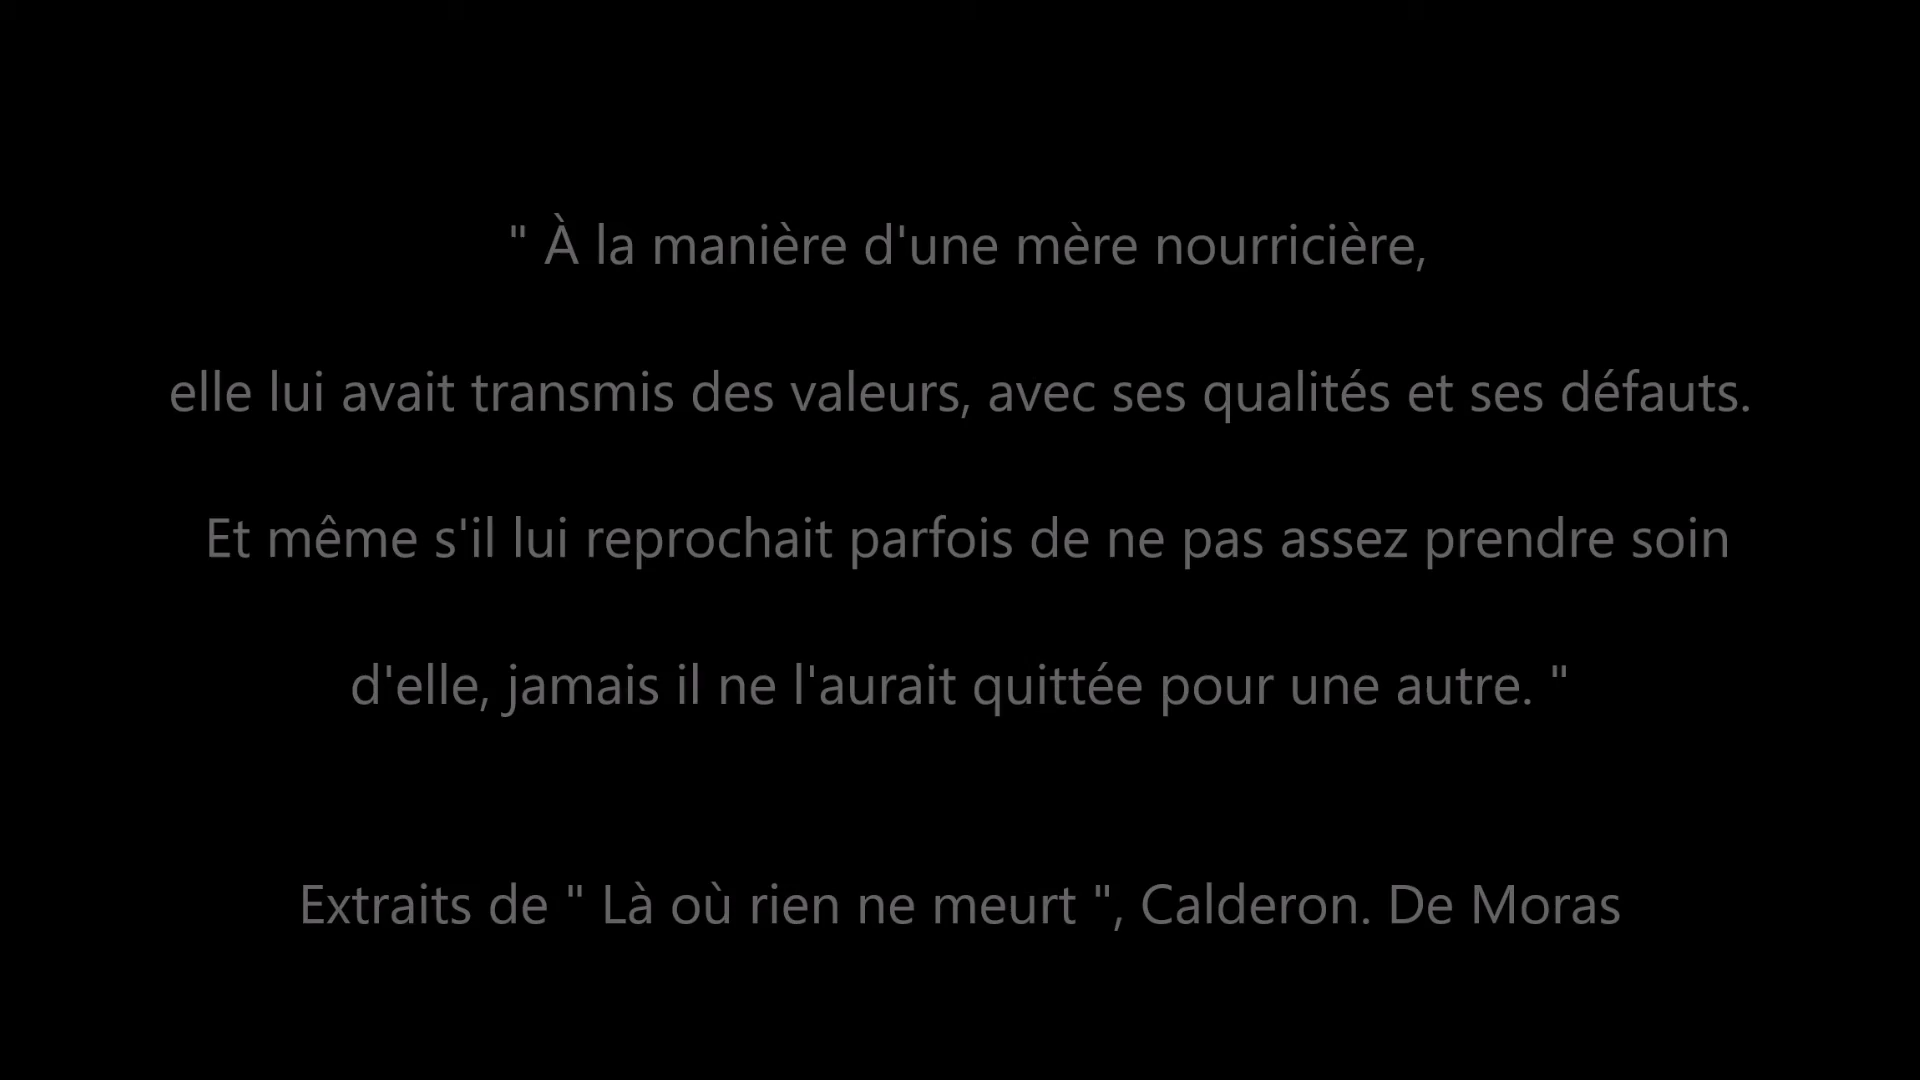 " À la manière d'une mère nourricière,
elle lui avait transmis des valeurs, avec ses qualités et ses défauts.
Et même s'il lui reprochait parfois de ne pas assez prendre soin
d'elle, jamais il ne l'aurait quittée pour une autre. "
Extraits de " Là où rien ne meurt ", Calderon. De Moras